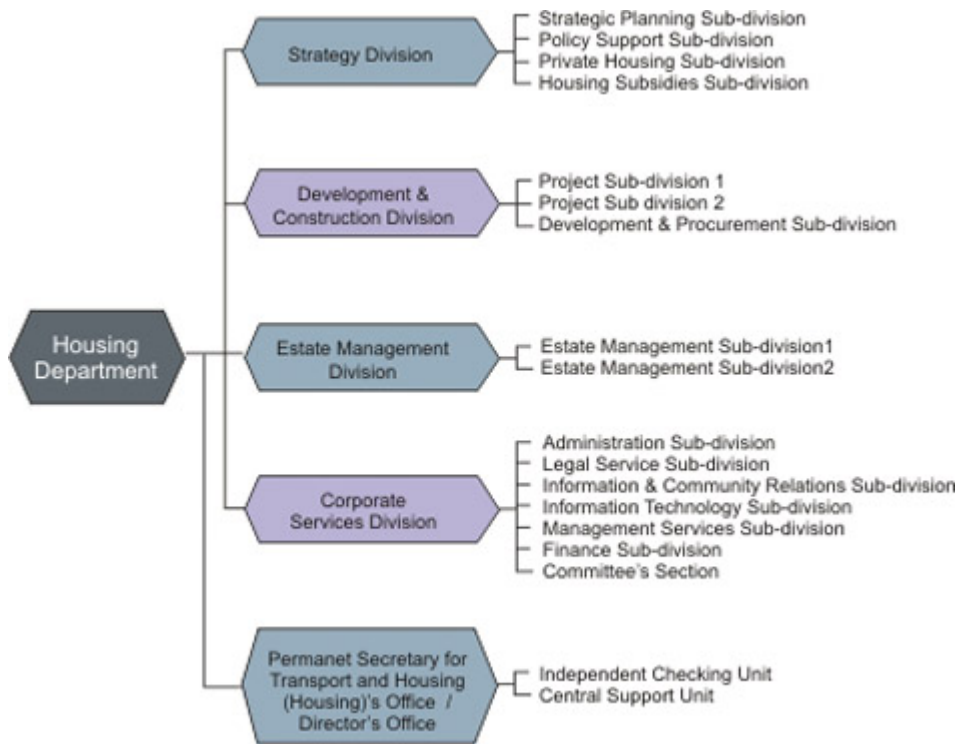 Housing
Department
Strategy Division
Strategic Planning Sub-division
Policy Support Sub-division
Private Housing Sub-division
Housing Subsidies Sub-division
Development &
Construction Division
Project Sub-division 1
Project Sub division 2
Development & Procurement Sub-division
Estate Management
Division
Estate Management Sub-division1
Estate Management Sub-division2
Corporate
Services Division
Administration Sub-division
Legal Service Sub-division
Information & Community Relations Sub-division
Information Technology Sub-division
Management Services Sub-division
Finance Sub-division
Committee's Section
Permanet Secretary for
Transport and Housing
(Housing)'s Office /
Director's Office
Independent Checking Unit
Central Support Unit